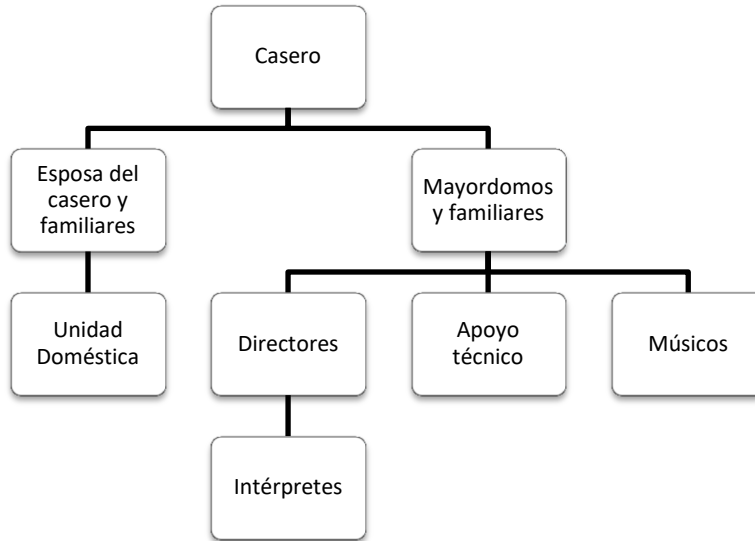 Casero
Esposa del
casero y
familiares
Mayordomos
y familiares
Unidad
Doméstica
Directores
Apoyo
técnico
Músicos
Intérpretes